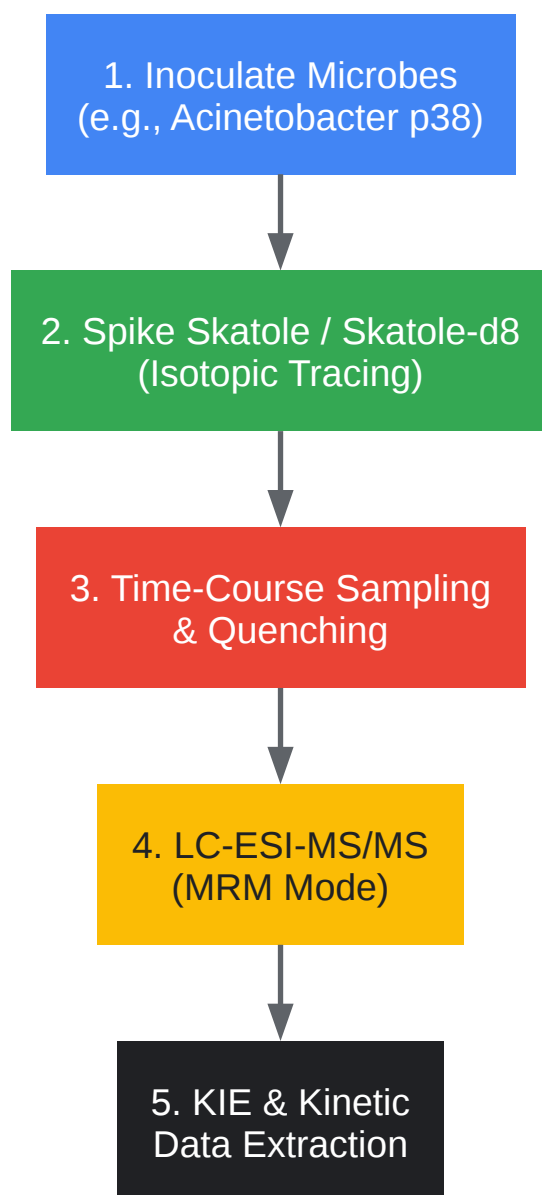 1. Inoculate Microbes
(e.g., Acinetobacter p38)
2. Spike Skatole / Skatole-d8
(Isotopic Tracing)
3. Time-Course Sampling
& Quenching
4. LC-ESI-MS/MS
(MRM Mode)
5. KIE & Kinetic
Data Extraction